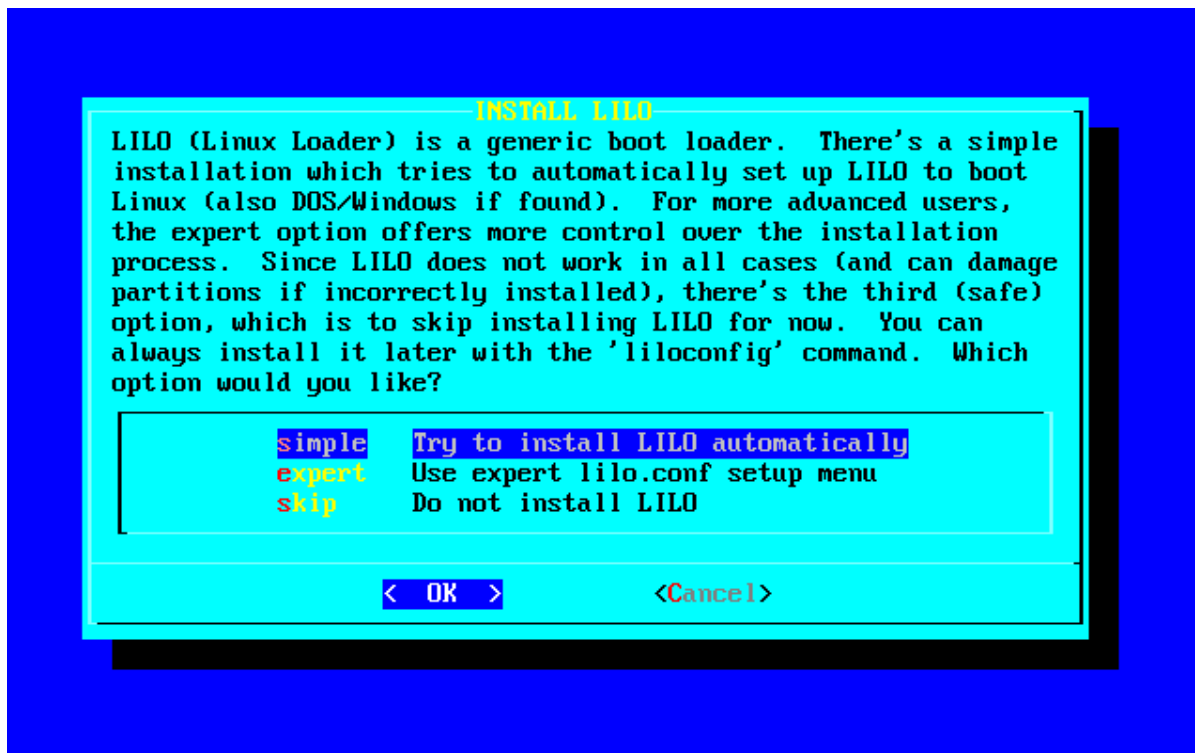 INSTALL LILO
LILO (Linux Loader) is a generic boot loader.  There's a simple
installation which tries to automatically set up LILO to boot
Linux (also DOS/Windows if found).  For more advanced users,
the expert option offers more control over the installation
process.  Since LILO does not work in all cases (and can damage
partitions if incorrectly installed), there's the third (safe)
option, which is to skip installing LILO for now.  You can
always install it later with the 'liloconfig' command.  Which
option would you like?
simple   Try to install LILO automatically
expert   Use expert lilo.conf setup menu
skip     Do not install LILO
<  OK  >          <Cancel>